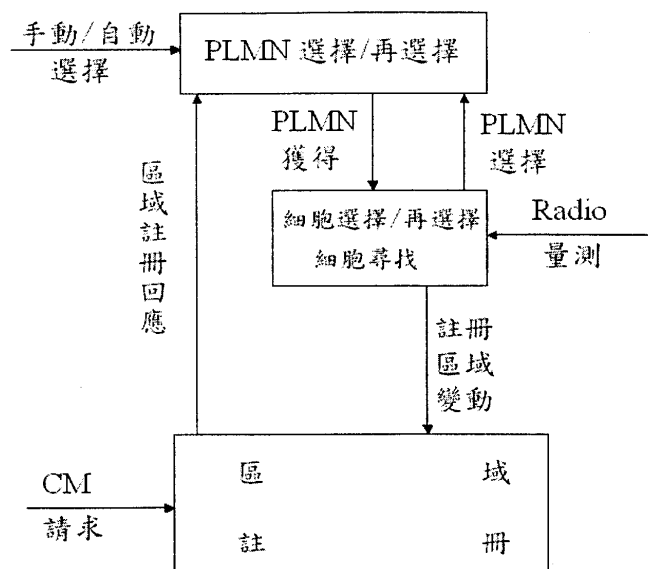 手動/自動
選擇
PLMN 選擇/再選擇
PLMN
獲得
PLMN
選擇
區
域
註
冊
回
應
細胞選擇/再選擇
細胞尋找
Radio
量測
註冊
區域
變動
CM
請求
區 域
註 冊